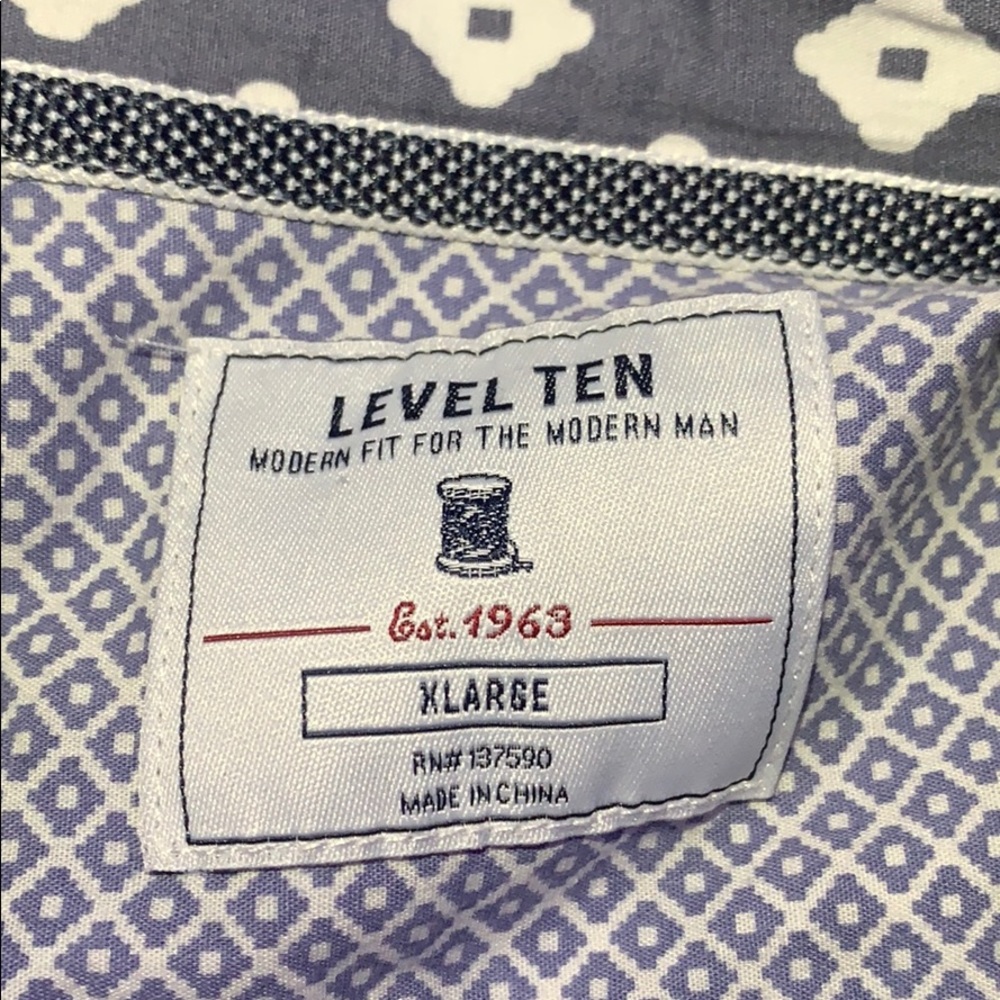 LEVEL TEN
MODERN FIT FOR THE MODERN MAN
Est. 1963
XLARGE
RN# 137590
MADE IN CHINA